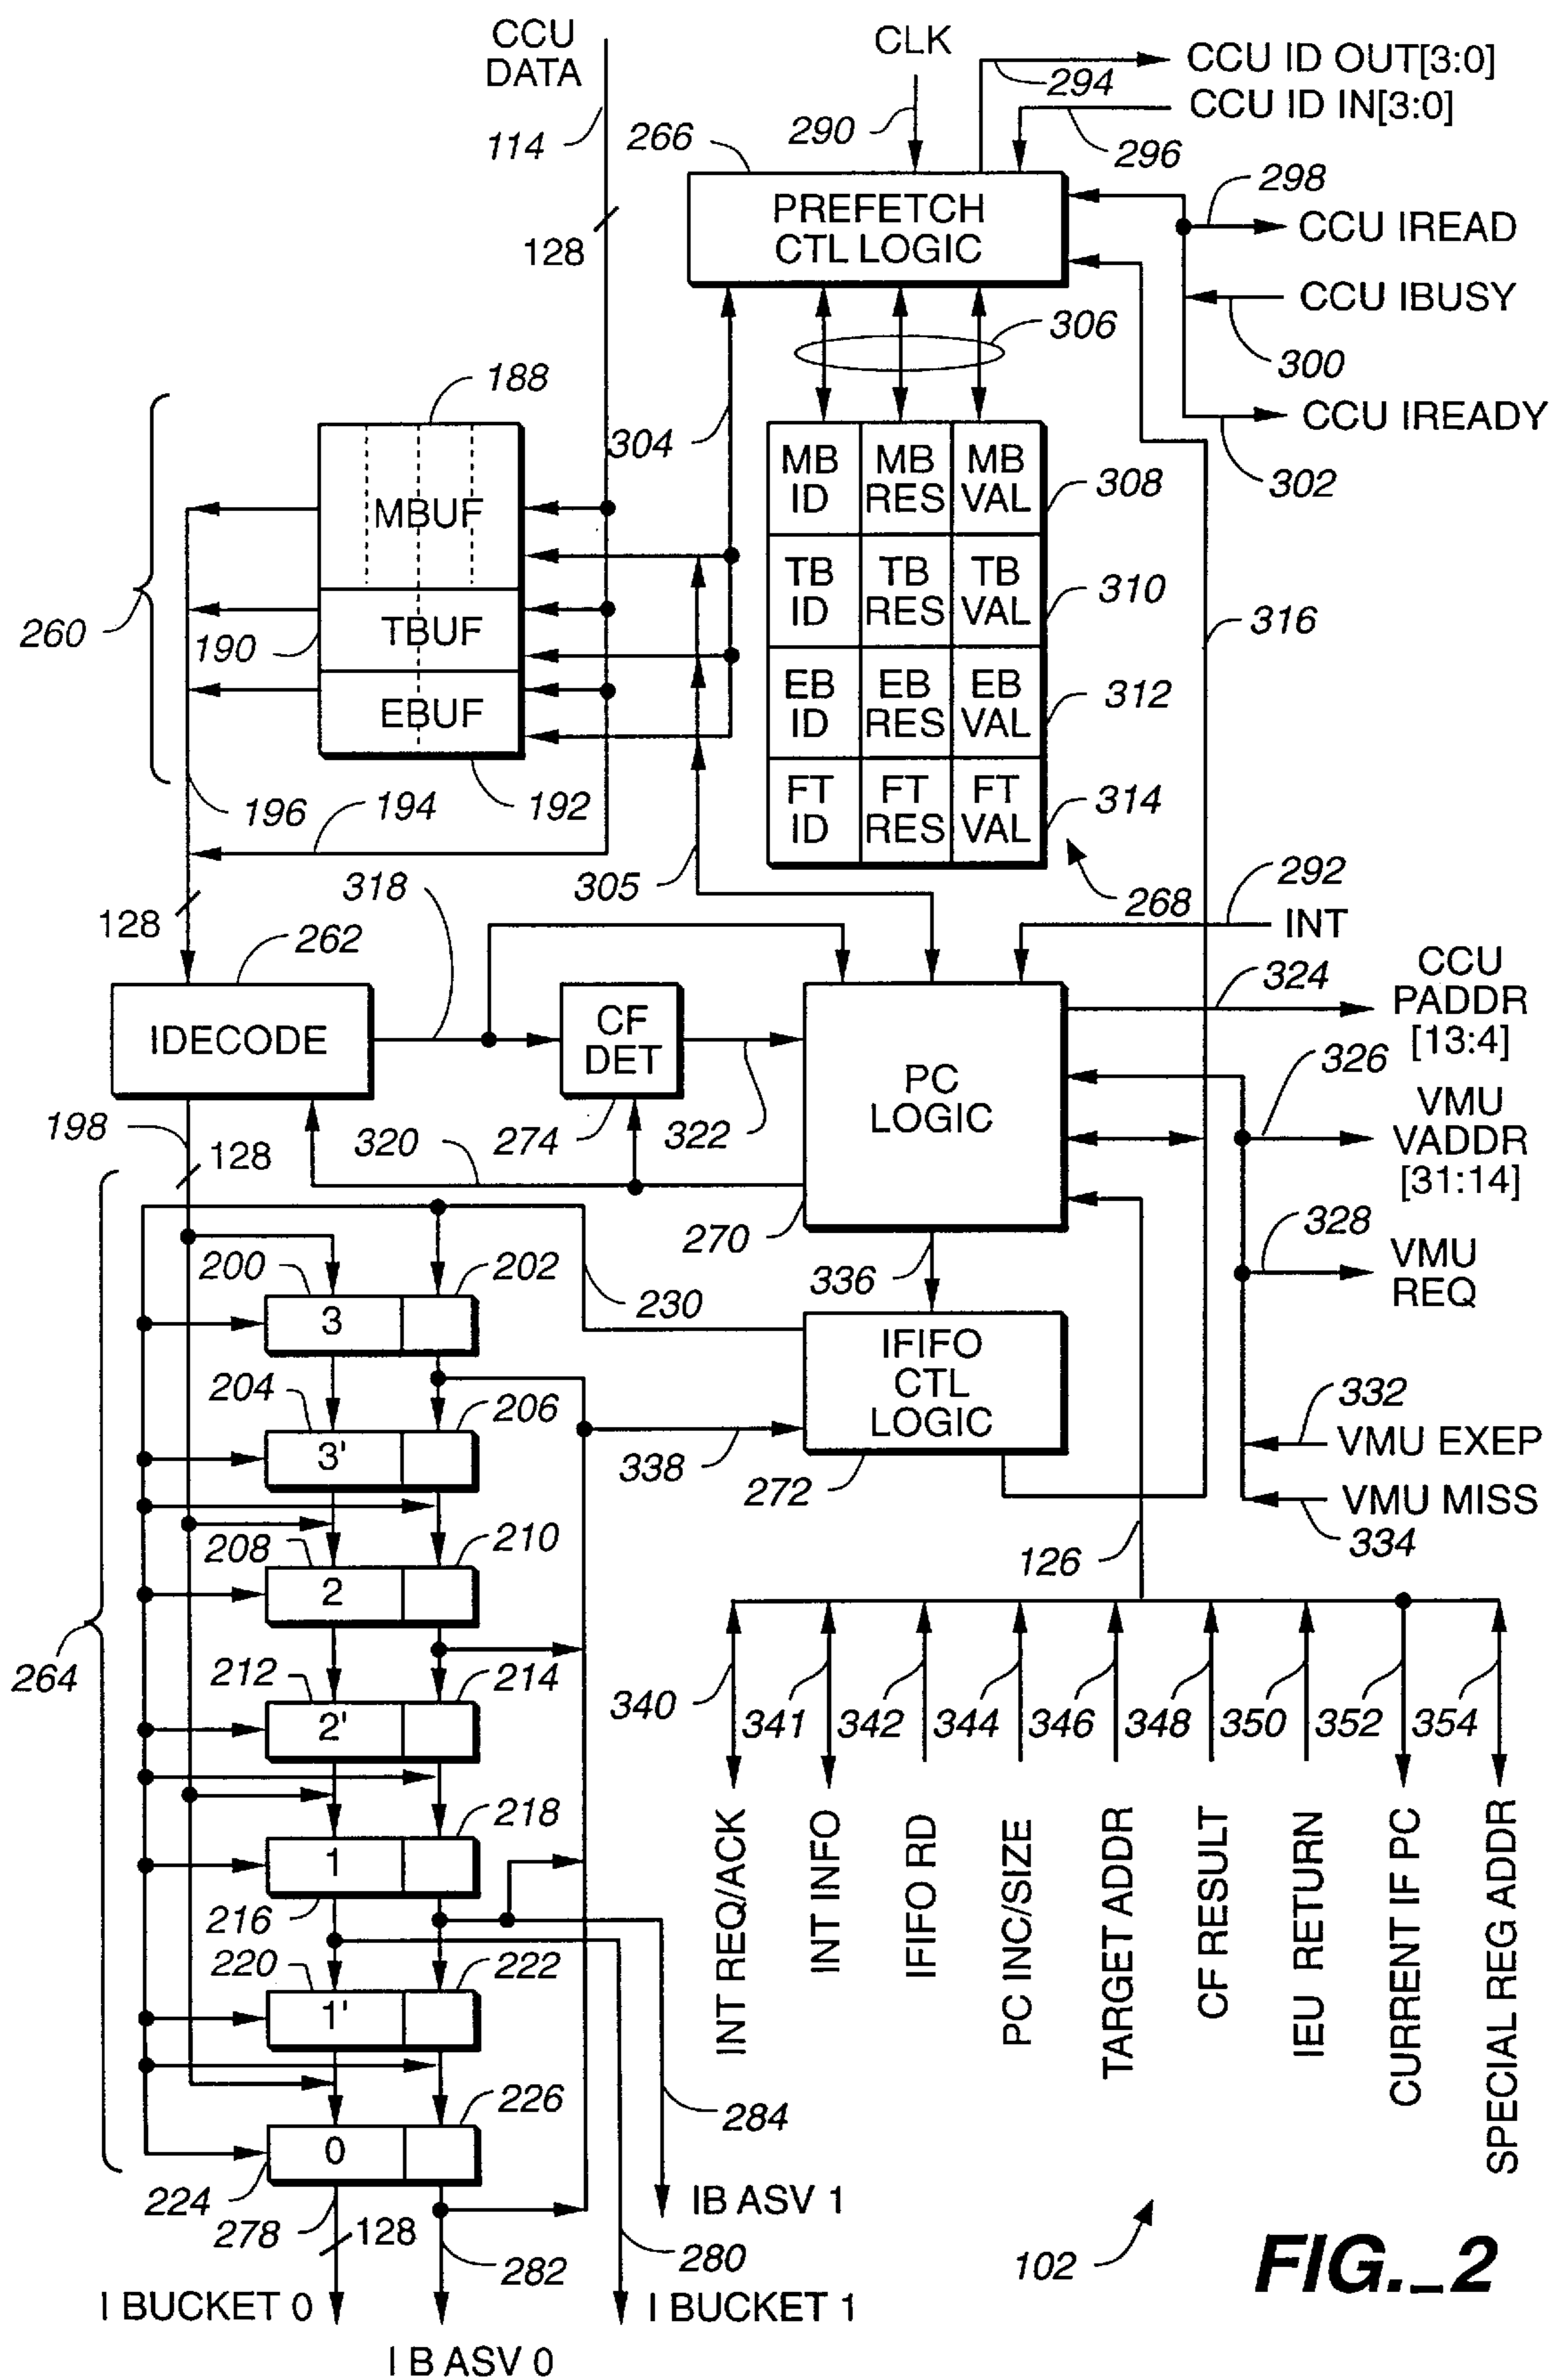 CCU
DATA
CLK
CCU ID OUT[3:0]
294
CCU ID IN[3:0]
290
114
266
296
298
PREFETCH
CTL LOGIC
CCU IREAD
128
CCU IBUSY
306
300
188
CCU IREADY
304
302
MB
ID
MB
RES
MB
VAL
308
MBUF
TB
ID
TB
RES
TB
VAL
310
316
260
190
TBUF
EB
ID
EB
RES
EB
VAL
312
EBUF
FT
ID
FT
RES
FT
VAL
314
196
194
192
318
305
292
268
INT
128
262
CCU
PADDR
[13:4]
324
IDECODE
CF
DET
PC
LOGIC
326
VMU
VADDR
[31:14]
198
128
320
274
322
328
270
VMU
REQ
200
202
336
230
3
IFIFO
CTL
LOGIC
204
206
332
VMU EXEP
3'
338
272
VMU MISS
334
208
210
126
2
264
212
214
340
341
342
344
346
348
350
352
354
2'
218
1
INT REQ/ACK
INT INFO
IFIFO RD
PC INC/SIZE
TARGET ADDR
CF RESULT
IEU RETURN
CURRENT IF PC
SPECIAL REG ADDR
216
220
222
1'
226
284
0
224
IB ASV 1
278
128
282
280
102
FIG._2
I BUCKET 0
I BUCKET 1
I B ASV 0